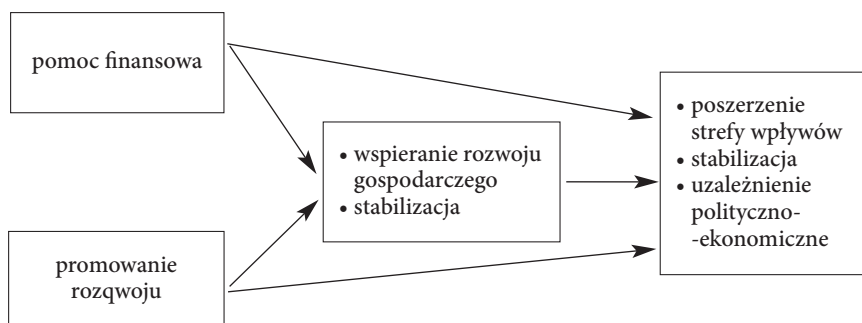 pomoc finansowa
• wspieranie rozwoju
gospodarczego
• stabilizacja
• poszerzenie
strefy wpływów
• stabilizacja
• uzależnienie
polityczno-
-ekonomiczne
promowanie
rozqwoju